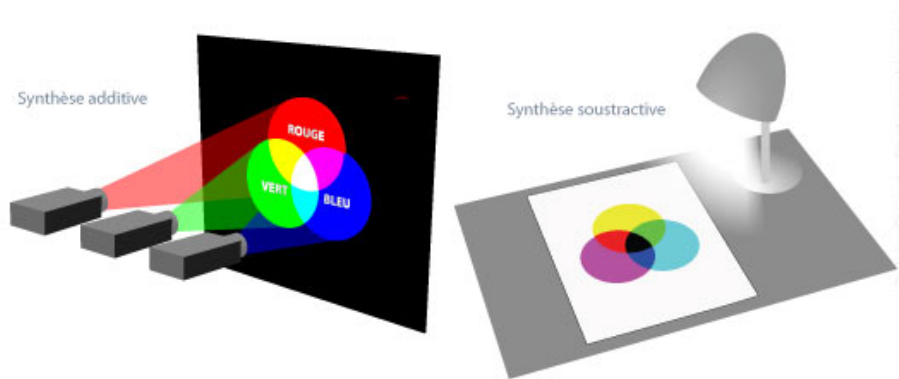 Synthèse additive
ROUGE
VERT
BLEU
Synthèse soustractive